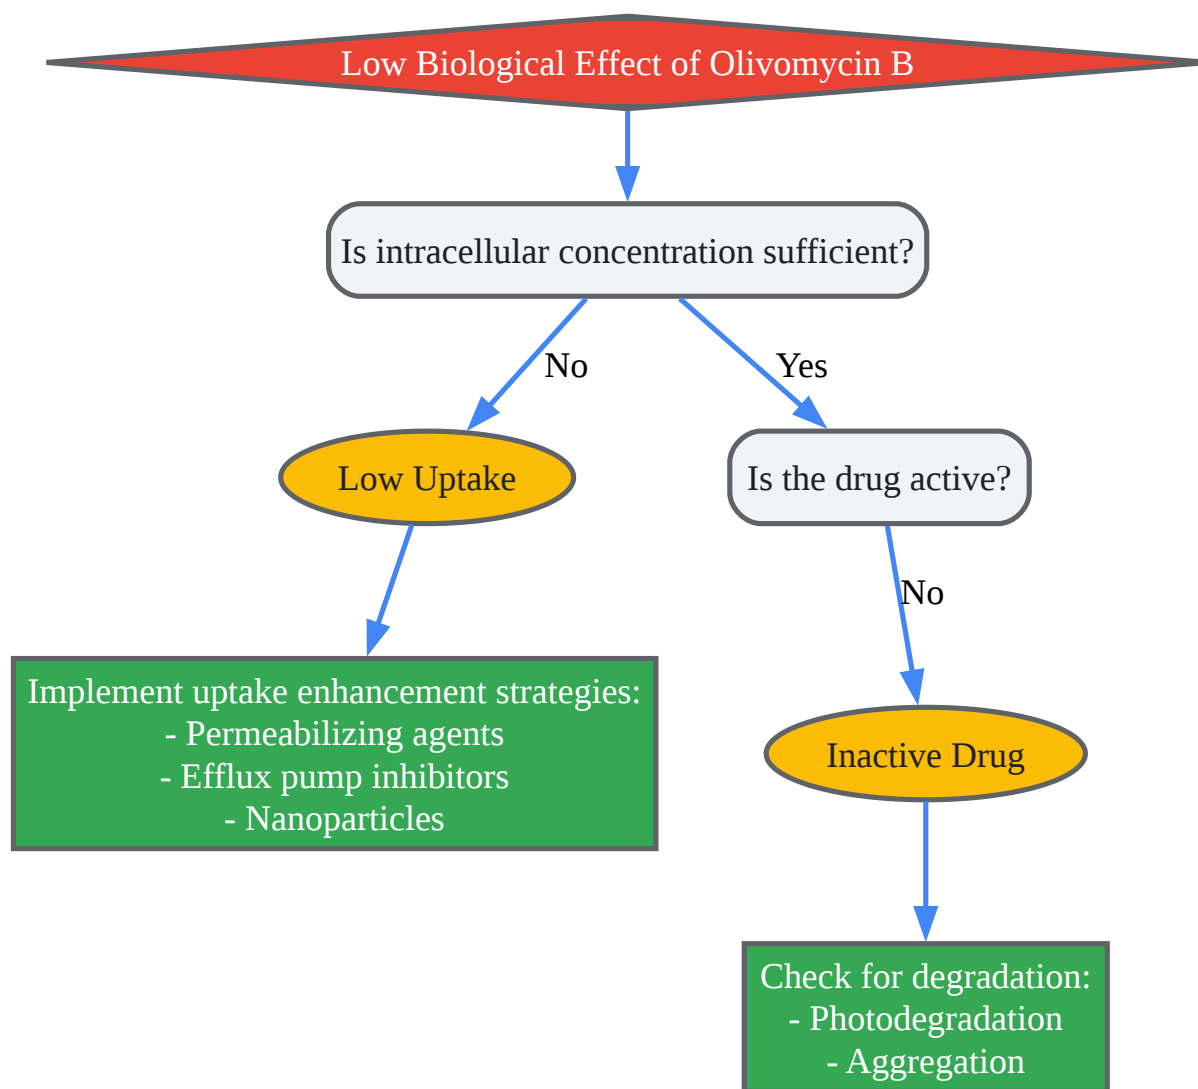 Low Biological Effect of Olivomycin B
Is intracellular concentration sufficient?
No
Yes
Low Uptake
Is the drug active?
No
Implement uptake enhancement strategies:
- Permeabilizing agents
- Efflux pump inhibitors
- Nanoparticles
Inactive Drug
Check for degradation:
- Photodegradation
- Aggregation